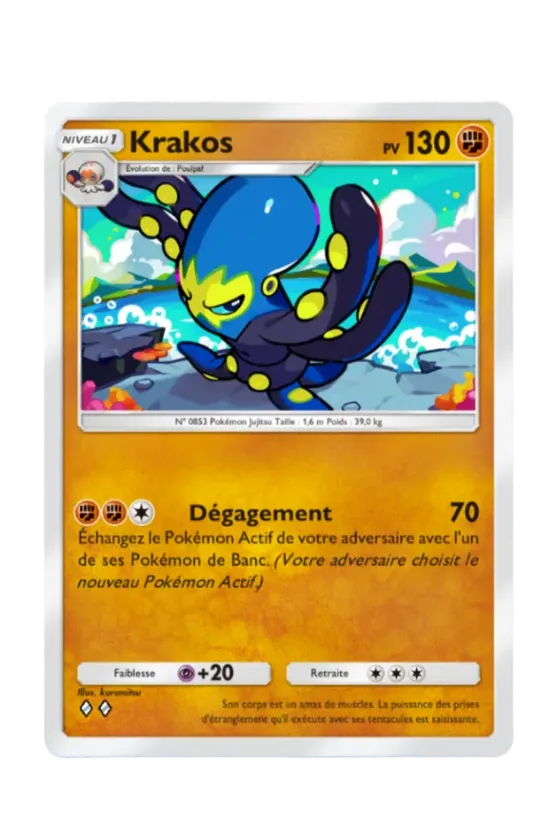 NIVEAU 1 Krakos PV 130
Évolution de : Poulpaf
N° 0853 Pokémon Jujitsu Taille : 1,6 m Poids : 39,0 kg
Dégagement 70
Échangez le Pokémon Actif de votre adversaire avec l'un
de ses Pokémon de Banc. (Votre adversaire choisit le
nouveau Pokémon Actif.)
Faiblesse +20 Retraite
Illus. kurumitsu
Son corps est un amas de muscles. La puissance des prises
d'étranglement qu'il exécute avec ses tentacules est saisissante.